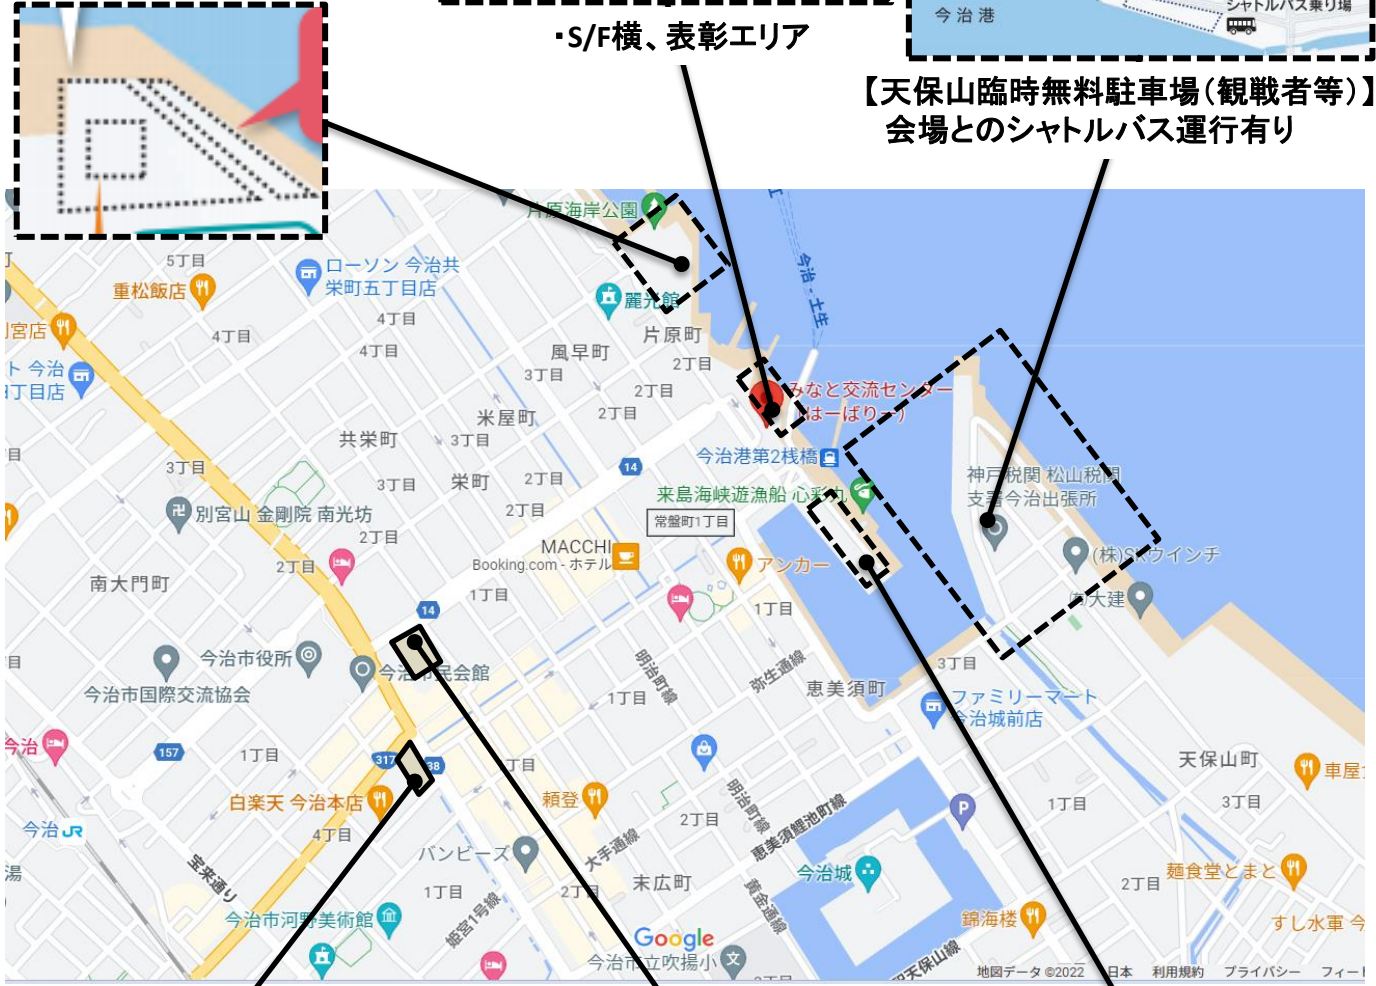 シャトルバス乗り場
今治港
・S/F横、表彰エリア
【天保山臨時無料駐車場(観戦者等)】
会場とのシャトルバス運行有り
片原海岸公園
5丁目
重松飯店
ローソン 今治共
栄町五丁目店
今治・土生
麗光館
4丁目
4丁目
4丁目
片原町
風早町
2丁目
3丁目
2丁目
2丁目
みなと交流センター
(はーばりー)
米屋町
3丁目
共栄町
3丁目
14
今治港第2桟橋
栄町
2丁目
3丁目
来島海峡遊漁船 心彩丸
神戸税関 松山税関
支署今治出張所
別宮山 金剛院 南光坊
2丁目
常盤町1丁目
2丁目
MACCHI
Booking.com - ホテル
アンカー
(株)SKウインチ
南大門町
2丁目
1丁目
14
1丁目
(有)大建
今治市役所
今治市民会館
明治町線
弥生通線
3丁目
今治市国際交流協会
1丁目
恵美須町
ファミリーマート
今治城前店
今治
157
1丁目
317
38
丁目
天保山町
車屋
白楽天 今治本店
頼登
明治町線
恵美須鯉池町線
P
1丁目
3丁目
2丁目
今治JR
4丁目
バンビーズ
大手通線
宝来通り
今治城
麺食堂とまと
湯
1丁目
2丁目
末広町
2丁目
黄金通線
今治市河野美術館
姫宮1号線
錦海楼
すし水軍 今
Google
今治市立吹揚小
天保山線
地図データ ©2022
日本
利用規約
プライバシー